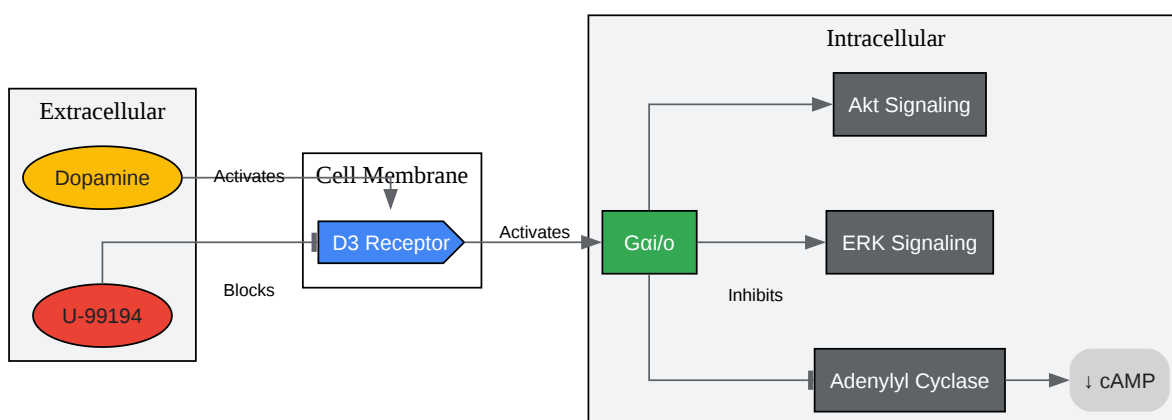 Extracellular
Dopamine
U-99194
Activates
Blocks
Cell Membrane
D3 Receptor
Activates
Intracellular
Gαi/o
Akt Signaling
ERK Signaling
Inhibits
Adenylyl Cyclase
↓ cAMP